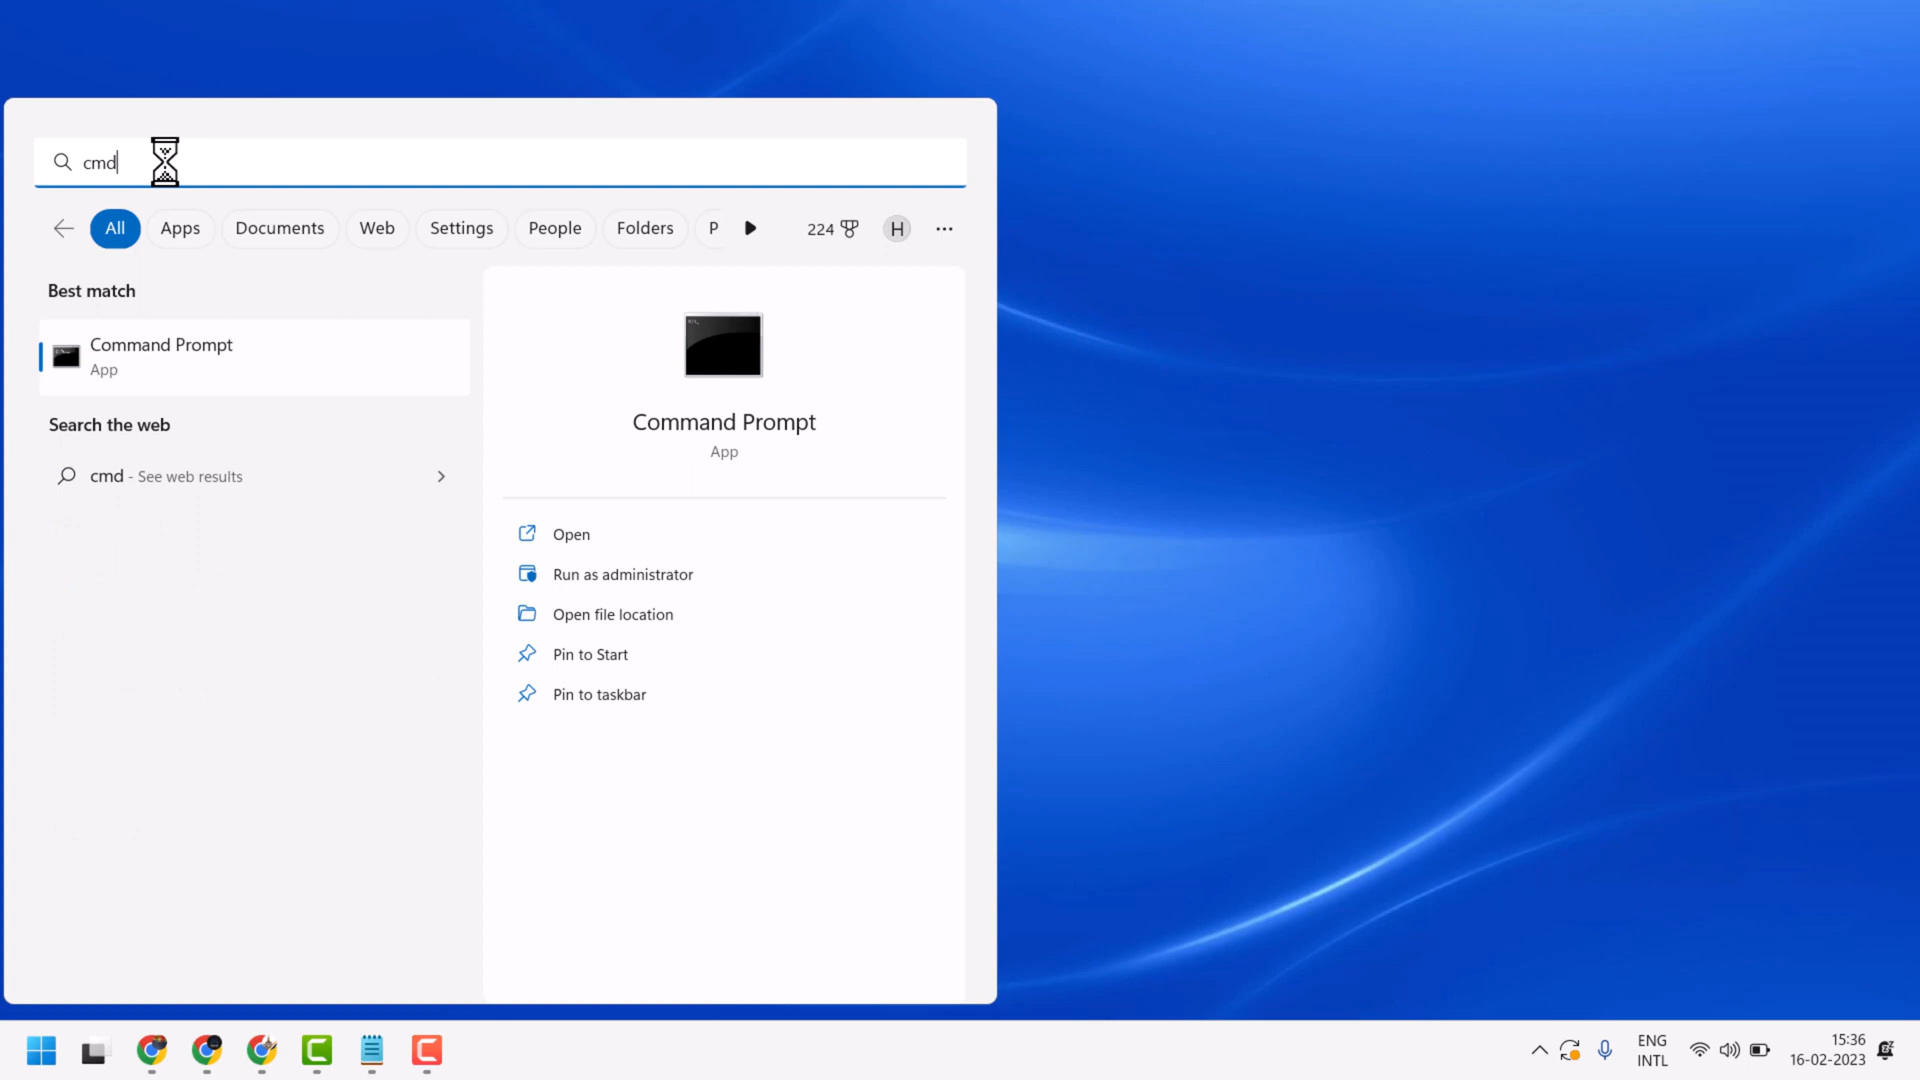 cmd
All Apps Documents Web Settings People Folders P 224 H
Best match
Command Prompt
App
Search the web
cmd - See web results
Command Prompt
App
Open
Run as administrator
Open file location
Pin to Start
Pin to taskbar
ENG
INTL
15:36
16-02-2023